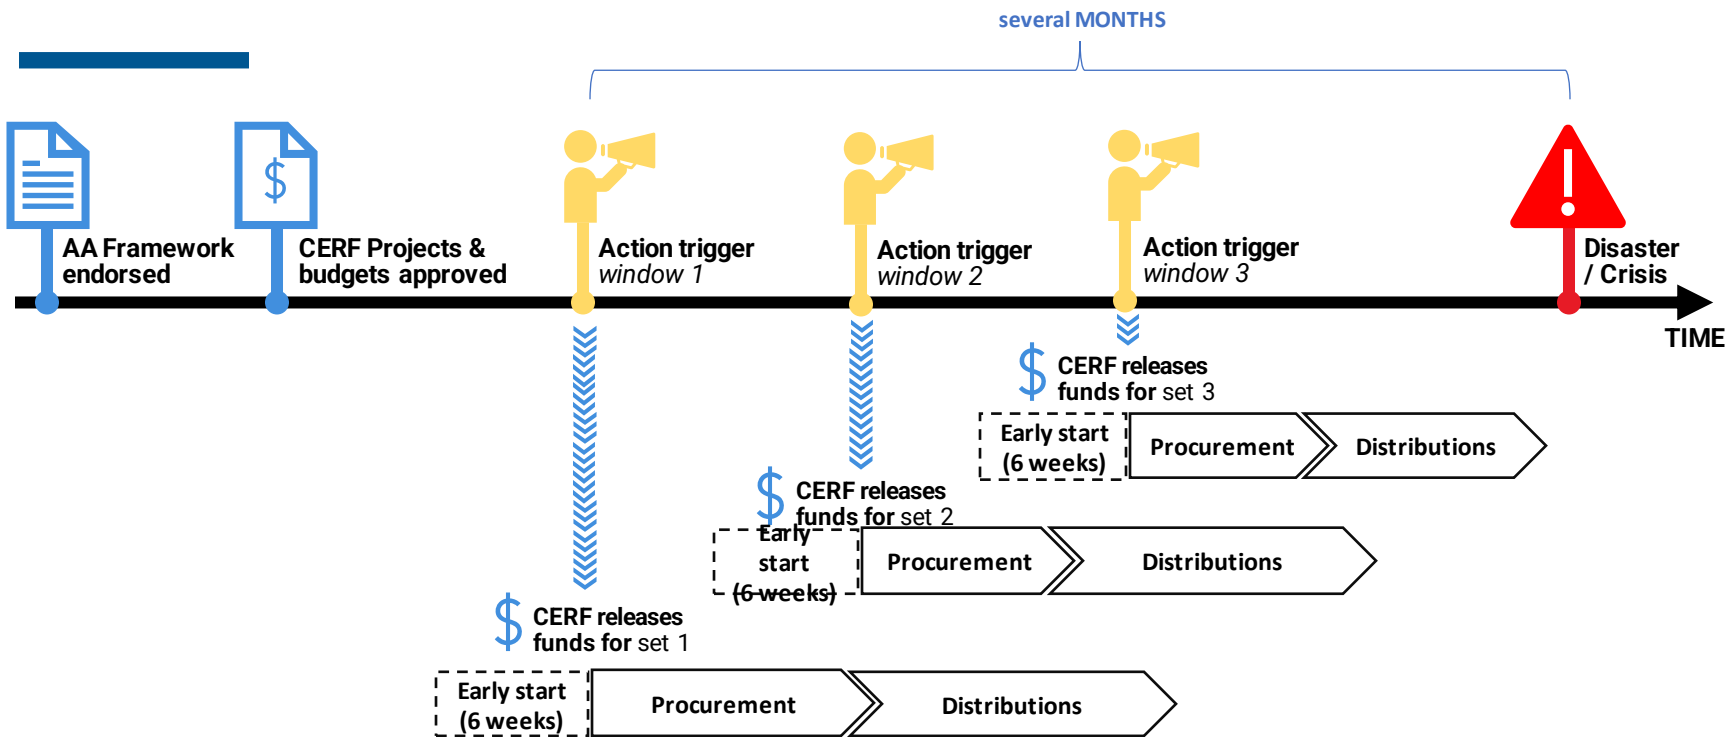 several MONTHS
AA Framework
endorsed
$
CERF Projects &
budgets approved
Action trigger
window 1
Action trigger
window 2
Action trigger
window 3
!
Disaster
/ Crisis
TIME
$
CERF releases
funds for set 3
Early start
(6 weeks)
Procurement
Distributions
$
CERF releases
funds for set 2
Early
start
(6 weeks)
Procurement
Distributions
$
CERF releases
funds for set 1
Early start
(6 weeks)
Procurement
Distributions